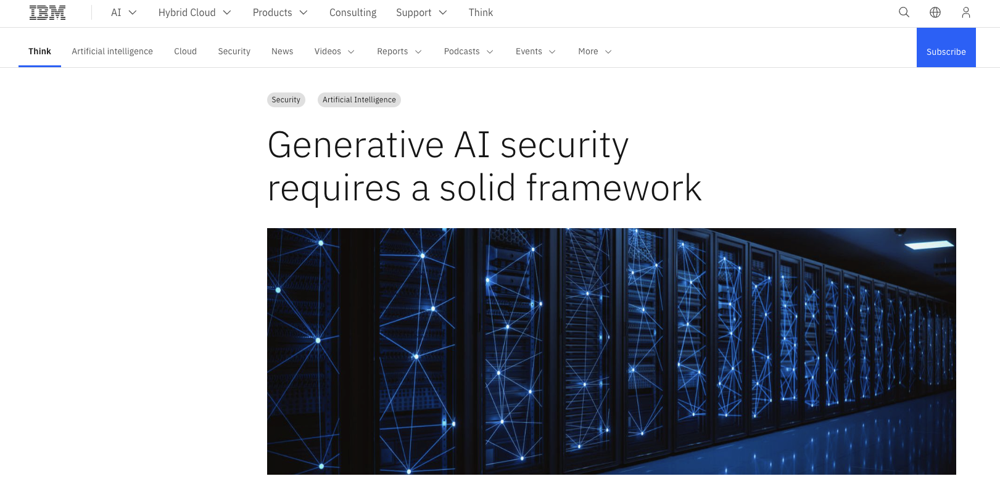 IBM
AI Hybrid Cloud Products Consulting Support Think
Think Artificial intelligence Cloud Security News Videos Reports Podcasts Events More Subscribe
Security Artificial Intelligence
Generative AI security
requires a solid framework